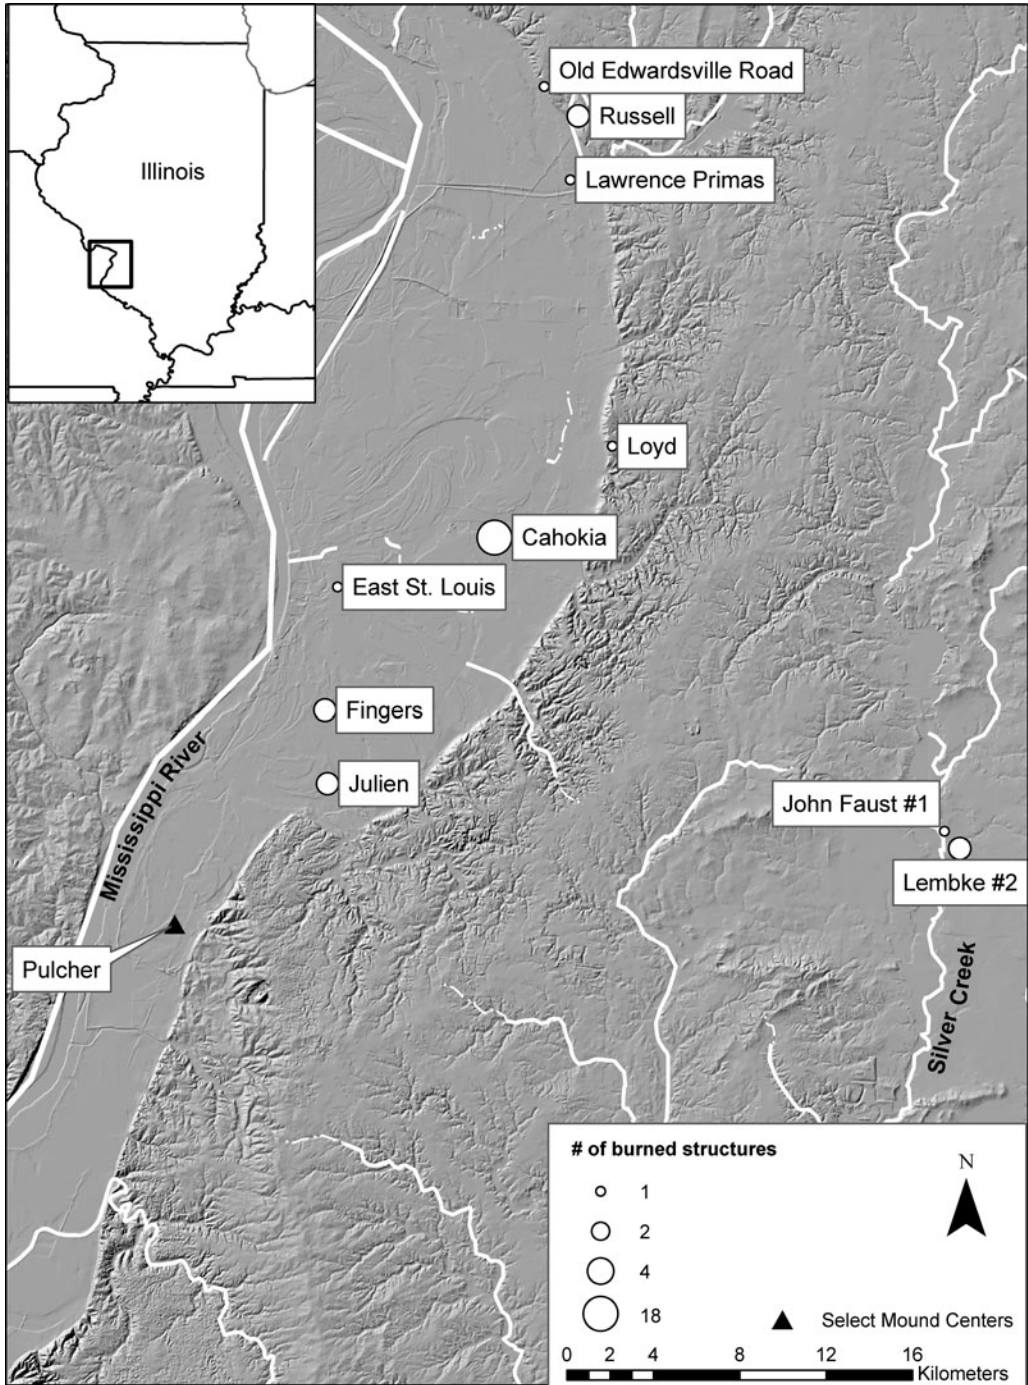 Illinois
Old Edwardsville Road
Russell
Lawrence Primas
Loyd
Cahokia
East St. Louis
Fingers
Julien
Mississippi River
John Faust #1
Lembke #2
Pulcher
Silver Creek
# of burned structures
1
2
4
18
N
Select Mound Centers
0 2 4 8 12 16
Kilometers